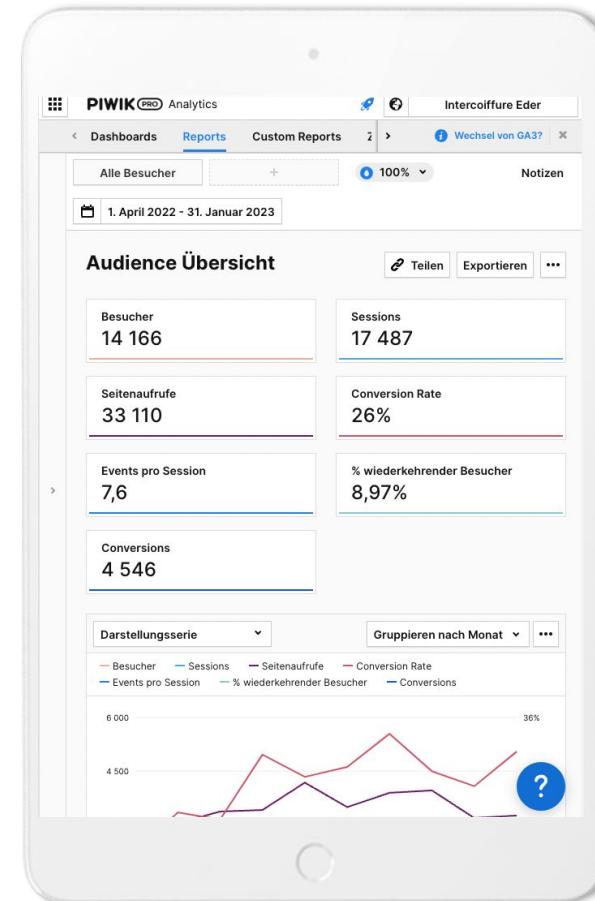 PIWIK PRO Analytics
Intercoiffure Eder
Dashboards Reports Custom Reports
Wechsel von GA3?
Alle Besucher + 100% Notizen
1. April 2022 - 31. Januar 2023
Audience Übersicht
Teilen Exportieren
Besucher
14 166
Sessions
17 487
Seitenaufrufe
33 110
Conversion Rate
26%
Events pro Session
7,6
% wiederkehrender Besucher
8,97%
Conversions
4 546
Darstellungsserie
Gruppieren nach Monat
Besucher Sessions Seitenaufrufe Conversion Rate
Events pro Session % wiederkehrender Besucher Conversions
6 000 36%
4 500
?